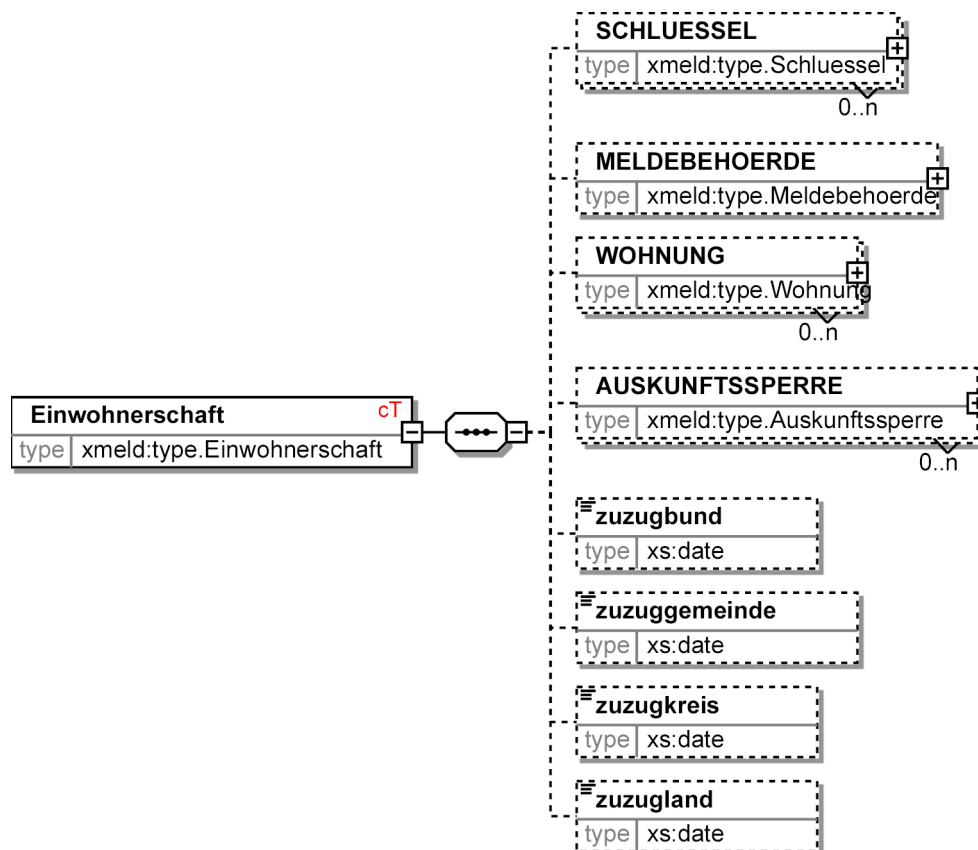 SCHLUESSEL
type xmeld:type.Schluessel
0..n
MELDEBEHOERDE
type xmeld:type.Meldebehoerde
WOHNUNG
type xmeld:type.Wohnung
0..n
AUSKUNFTSSPERRE
type xmeld:type.Auskunftssperre
0..n
Einwohnerschaft cT
type xmeld:type.Einwohnerschaft
zuzugbund
type xs:date
zuzuggemeinde
type xs:date
zuzugkreis
type xs:date
zuzugland
type xs:date